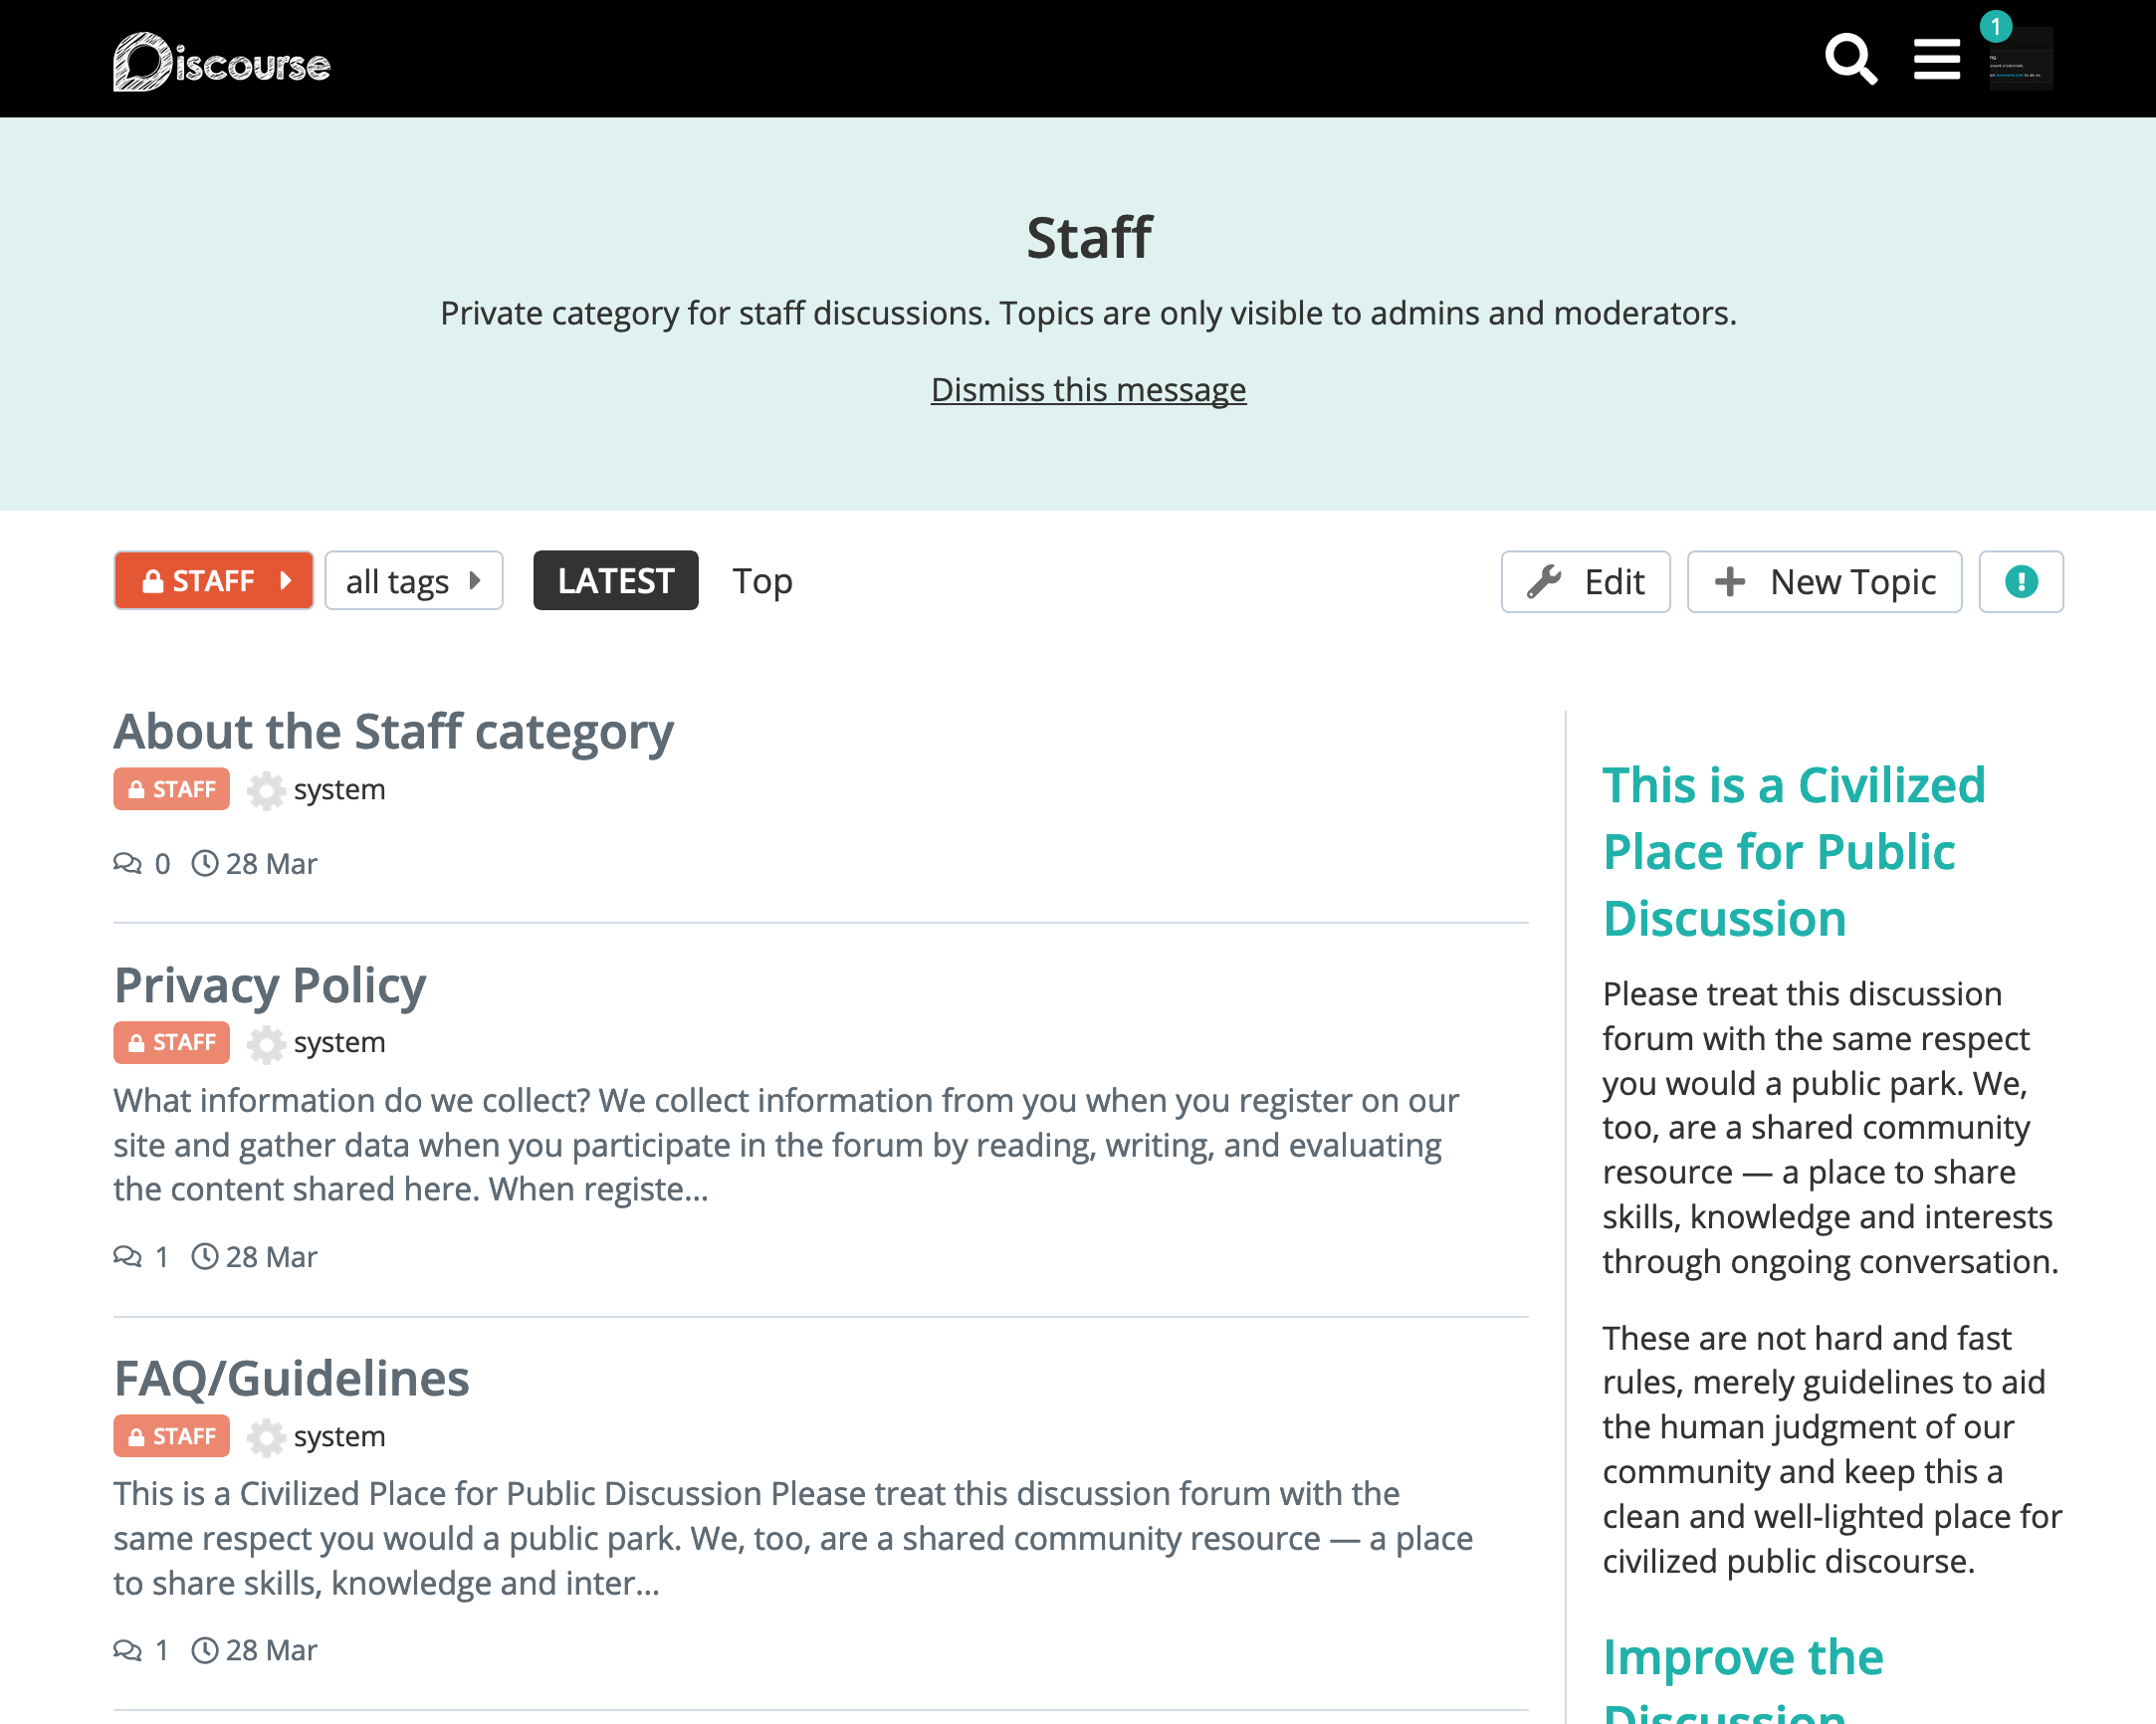 Discourse
1
Staff
Private category for staff discussions. Topics are only visible to admins and moderators.
Dismiss this message
STAFF
all tags
LATEST
Top
Edit
New Topic
About the Staff category
STAFF system
0 28 Mar
Privacy Policy
STAFF system
What information do we collect? We collect information from you when you register on our
site and gather data when you participate in the forum by reading, writing, and evaluating
the content shared here. When registe...
1 28 Mar
FAQ/Guidelines
STAFF system
This is a Civilized Place for Public Discussion Please treat this discussion forum with the
same respect you would a public park. We, too, are a shared community resource — a place
to share skills, knowledge and inter...
1 28 Mar
This is a Civilized
Place for Public
Discussion
Please treat this discussion
forum with the same respect
you would a public park. We,
too, are a shared community
resource — a place to share
skills, knowledge and interests
through ongoing conversation.
These are not hard and fast
rules, merely guidelines to aid
the human judgment of our
community and keep this a
clean and well-lighted place for
civilized public discourse.
Improve the
Discussion